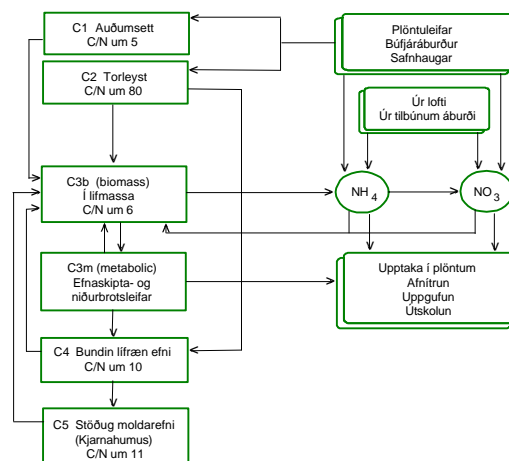 C1 Auðumsett
C/N um 5
C2 Torleyst
C/N um 80
C3b (biomass)
Í lifmassa
C/N um 6
C3m (metabolic)
Efnaskipta- og
niðurbrotsleifar
C4 Bundin lífræn efni
C/N um 10
C5 Stöðug moldarefni
(Kjarnahumus)
C/N um 11
Plöntuleifar
Búfjáráburður
Safnhaugar
Úr lofti
Úr tilbúnum áburði
NH 4
NO 3
Upptaka í plöntum
Afnítrun
Uppgufun
Útskolun